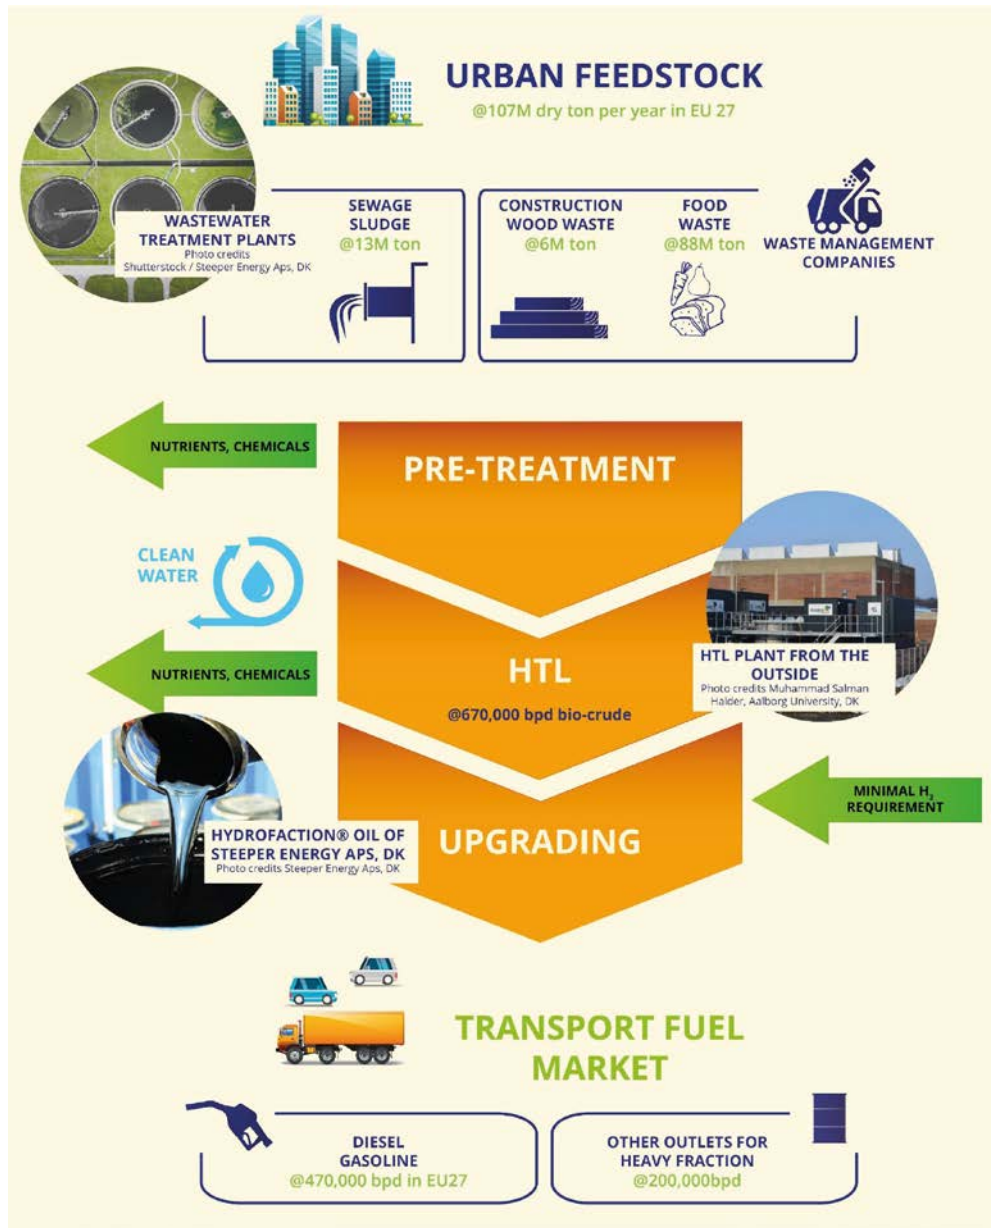 URBAN FEEDSTOCK
@107M dry ton per year in EU 27
WASTEWATER
TREATMENT PLANTS
Photo credits
Shutterstock / Steeper Energy Aps, DK
SEWAGE
SLUDGE
@13M ton
CONSTRUCTION
WOOD WASTE
@6M ton
FOOD
WASTE
@88M ton
WASTE MANAGEMENT
COMPANIES
NUTRIENTS, CHEMICALS
PRE-TREATMENT
CLEAN
WATER
NUTRIENTS, CHEMICALS
HTL
@670,000 bpd bio-crude
HTL PLANT FROM THE
OUTSIDE
Photo credits Muhammad Salman
Haider, Aalborg University, DK
MINIMAL H₂
REQUIREMENT
HYDROFACTION® OIL OF
STEEPER ENERGY APS, DK
Photo credits Steeper Energy Aps, DK
UPGRADING
TRANSPORT FUEL
MARKET
DIESEL
GASOLINE
@470,000 bpd in EU27
OTHER OUTLETS FOR
HEAVY FRACTION
@200,000bpd